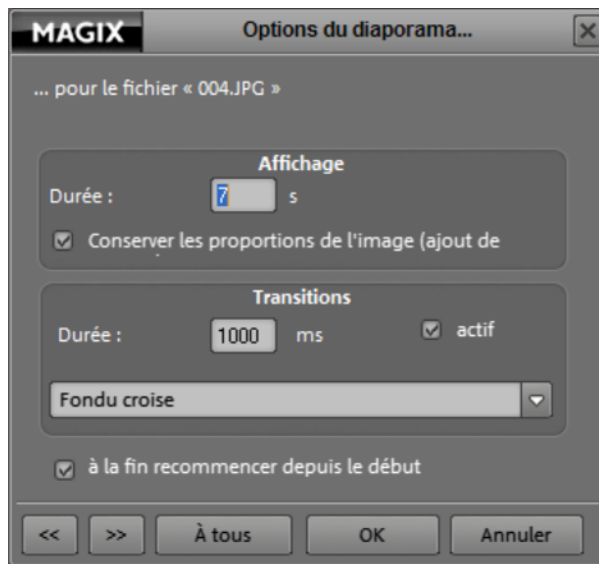 MAGIX Options du diaporama...
... pour le fichier « 004.JPG »
Affichage
Durée : 7 s
Conserver les proportions de l'image (ajout de
Transitions
Durée : 1000 ms actif
Fondu croise
à la fin recommencer depuis le début
<< >> À tous OK Annuler